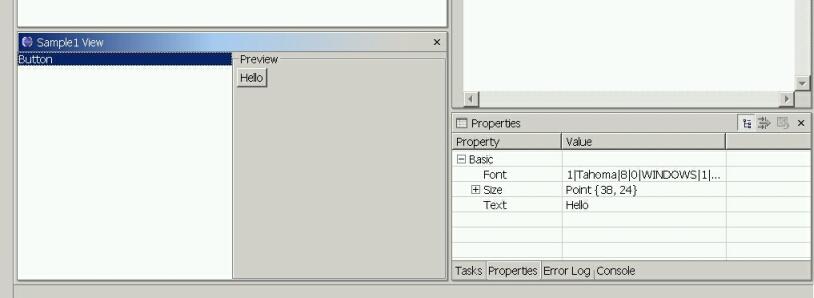 Sample1 View
Button
Preview
Hello
Properties
Property Value
Basic
Font 1|Tahoma|8|0|WINDOWS|1|...
Size Point {38, 24}
Text Hello
Tasks Properties Error Log Console